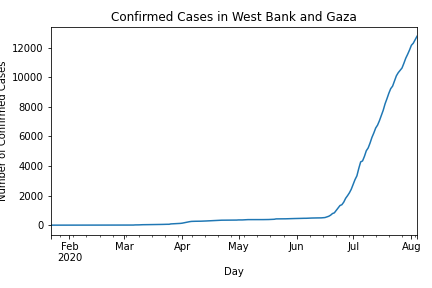 Confirmed Cases in West Bank and Gaza
Number of Confirmed Cases
12000
10000
8000
6000
4000
2000
0
Feb
2020
Mar
Apr
May
Jun
Jul
Aug
Day